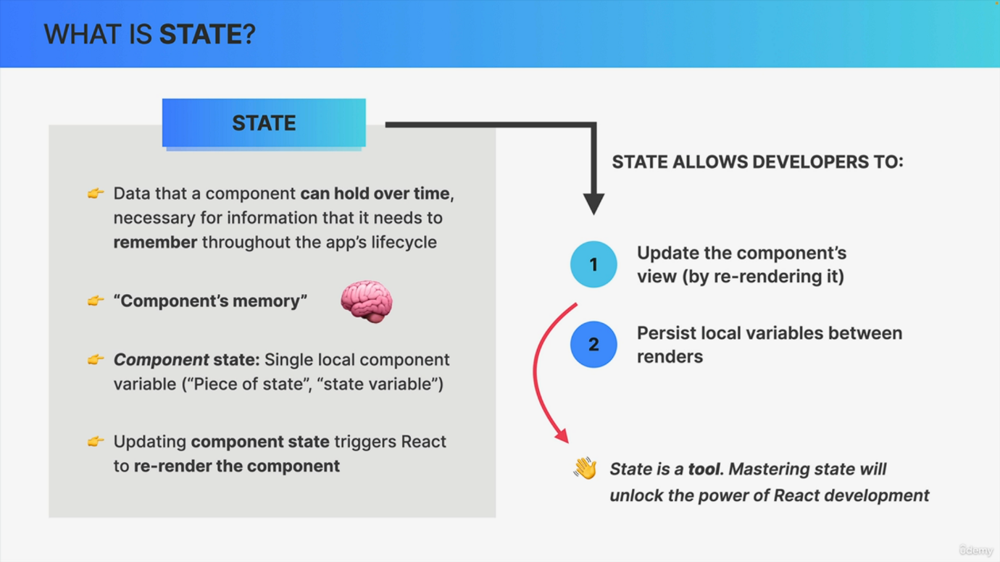 WHAT IS STATE?
STATE
Data that a component can hold over time,
necessary for information that it needs to
remember throughout the app’s lifecycle
“Component’s memory”
Component state: Single local component
variable (“Piece of state”, “state variable”)
Updating component state triggers React
to re-render the component
STATE ALLOWS DEVELOPERS TO:
1
Update the component’s
view (by re-rendering it)
2
Persist local variables between
renders
State is a tool. Mastering state will
unlock the power of React development
ûdemy